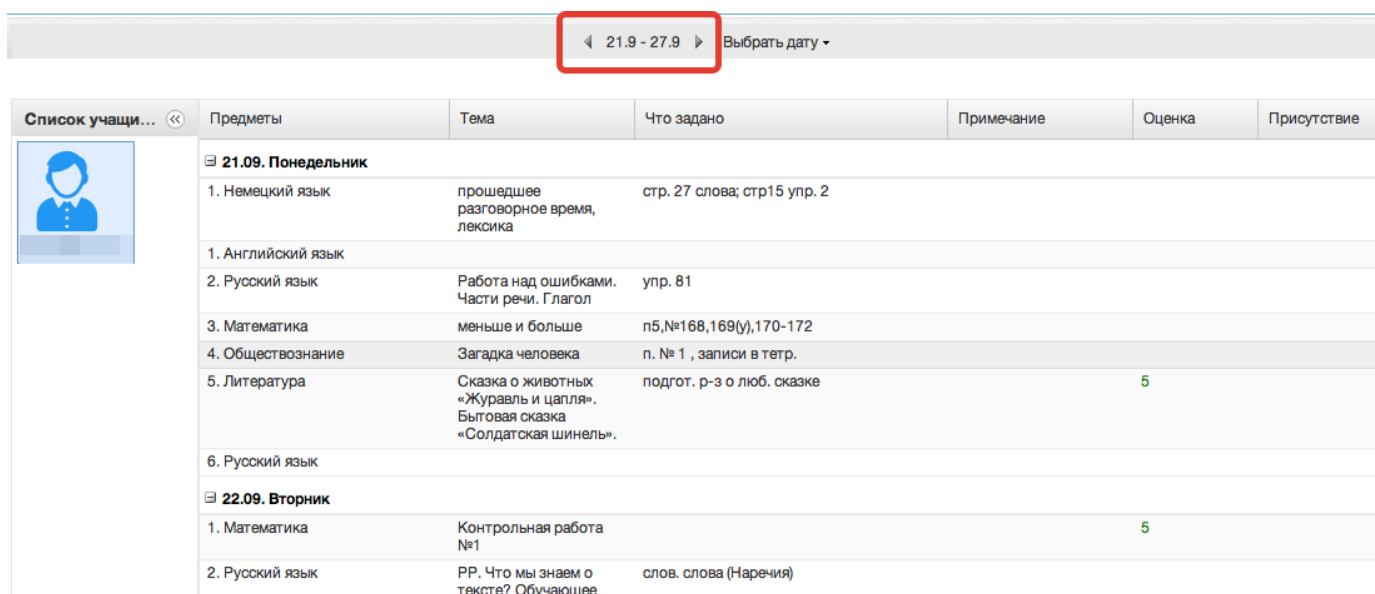 21.9 - 27.9 Выбрать дату
Список учащи... Предметы Тема Что задано Примечание Оценка Присутствие
21.09. Понедельник
1. Немецкий язык прошедшее стр. 27 слова; стр15 упр. 2
разговорное время,
лексика
1. Английский язык
2. Русский язык Работа над ошибками. упр. 81
Части речи. Глагол
3. Математика меньше и больше п5,№168,169(у),170-172
4. Обществознание Загадка человека п. № 1 , записи в тетр.
5. Литература Сказка о животных подгот. р-з о люб. сказке 5
«Журавль и цапля».
Бытовая сказка
«Солдатская шинель».
6. Русский язык
22.09. Вторник
1. Математика Контрольная работа 5
№1
2. Русский язык РР. Что мы знаем о слов. слова (Наречия)
тексте? Обучающее